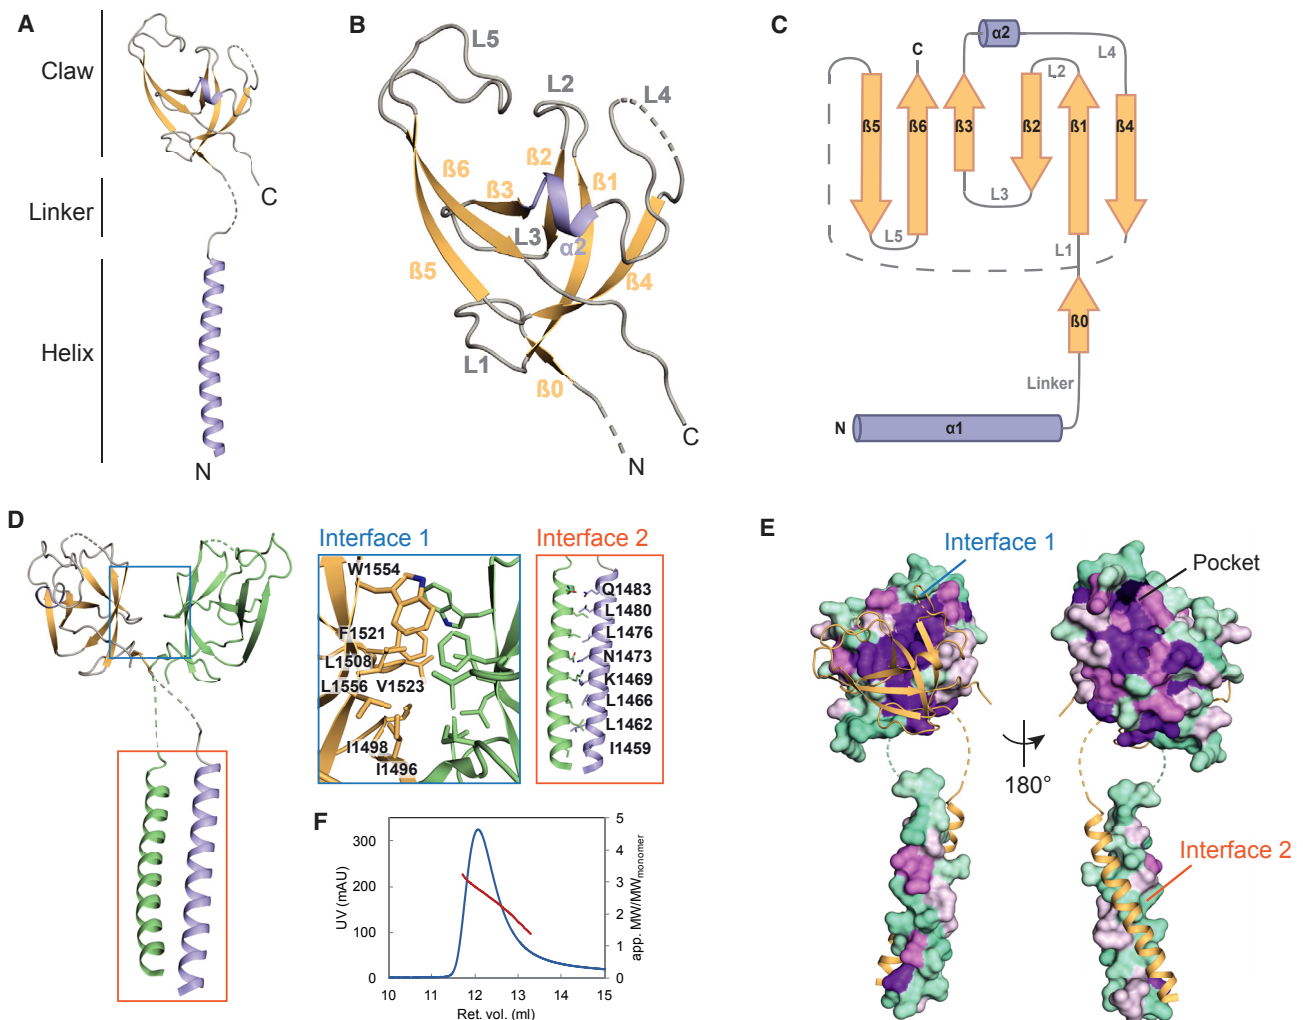 A
Claw
Linker
Helix
C
N
B
L5
L2
L4
ß2
ß1
ß6
ß3
L3
α2
ß5
ß4
L1
ß0
C
N
C
α2
C
L2
L4
ß5
ß6
ß3
ß2
ß1
ß4
L3
L5
L1
ß0
Linker
N
α1
D
Interface 1
W1554
F1521
L1508
L1556
V1523
I1498
I1496
Interface 2
Q1483
L1480
L1476
N1473
K1469
L1466
L1462
I1459
E
Interface 1
Pocket
180°
Interface 2
F
300
200
100
0
UV (mAU)
5
4
3
2
1
0
app. MW/MWmonomer
10 11 12 13 14 15
Ret. vol. (ml)